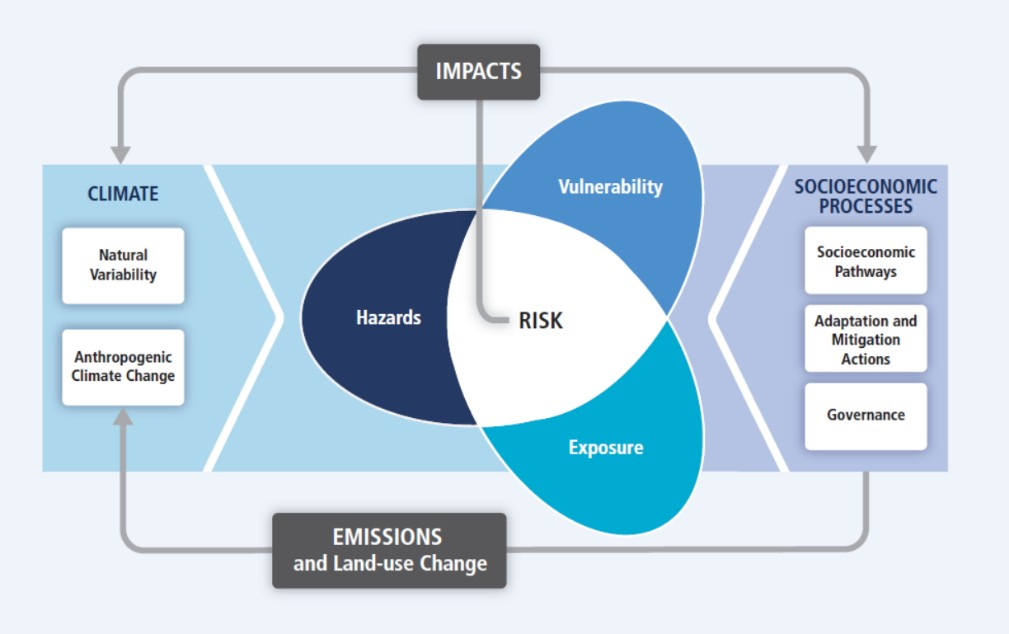 IMPACTS
CLIMATE
Natural
Variability
Anthropogenic
Climate Change
Vulnerability
Hazards
RISK
Exposure
SOCIOECONOMIC
PROCESSES
Socioeconomic
Pathways
Adaptation and
Mitigation
Actions
Governance
EMISSIONS
and Land-use Change